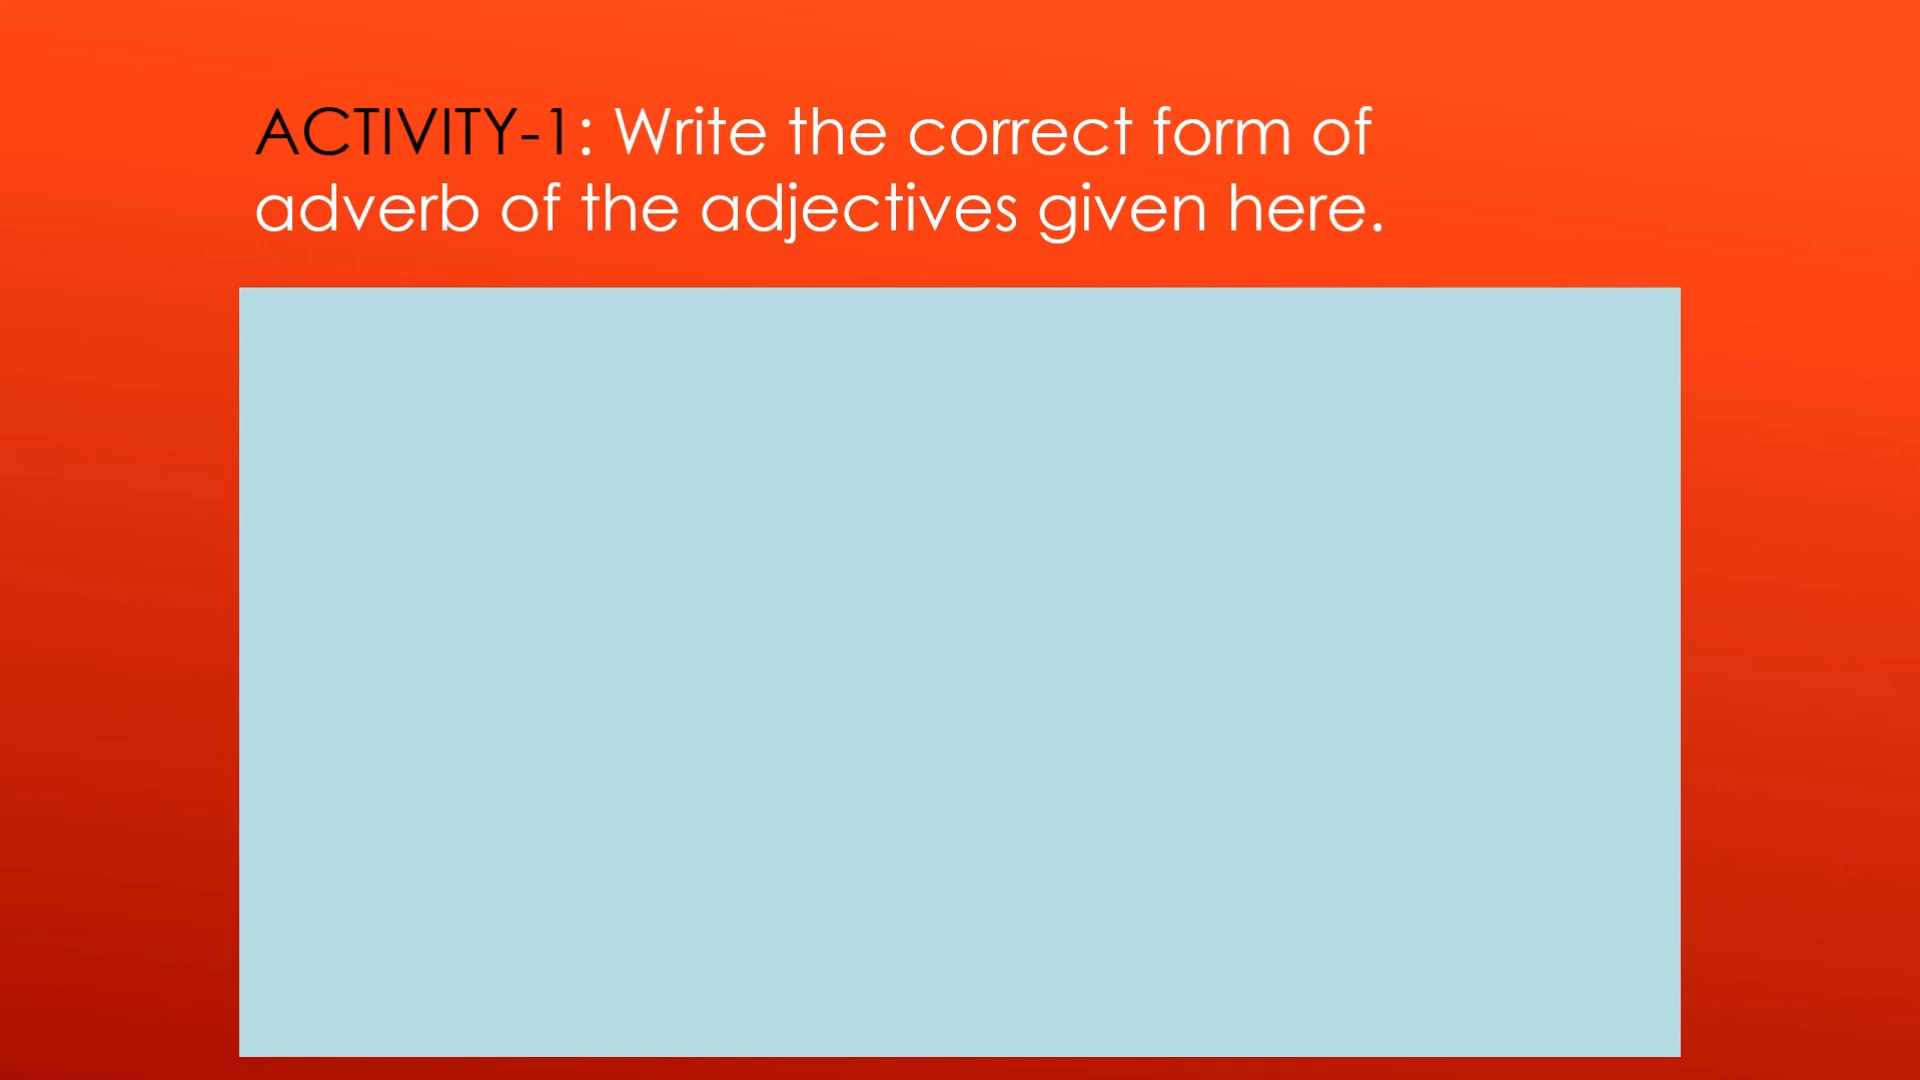 ACTIVITY-1: Write the correct form of
adverb of the adjectives given here.